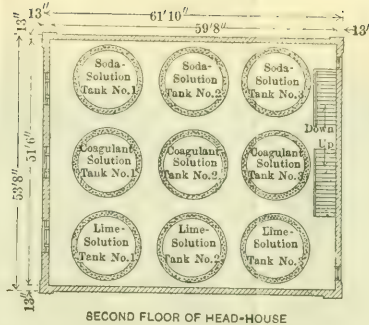 13"
61'10"
59'8"
13"
13"
Soda-
Solution
Tank No.1
Soda-
Solution
Tank No.2
Soda-
Solution
Tank No.3
Down
Up
53'8"
51'6"
Coagulant
Solution
Tank No.1
Coagulant
Solution
Tank No.2
Coagulant
Solution
Tank No.3
Lime-
Solution
Tank No.1
Lime-
Solution
Tank No.2
Lime-
Solution
Tank No.
13"
SECOND FLOOR OF HEAD-HOUSE